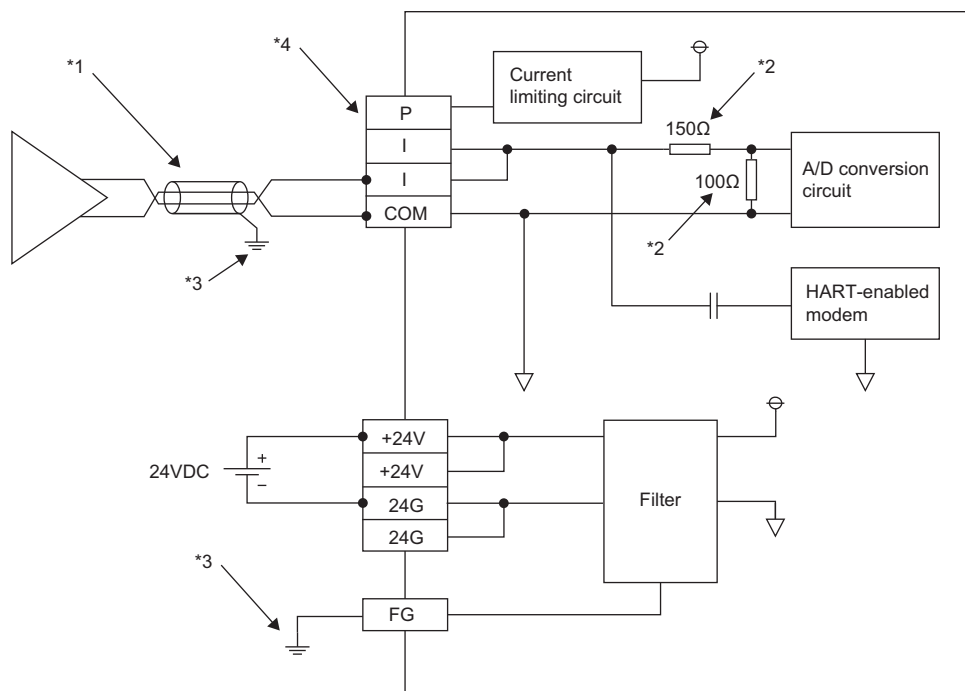 *4
*1
P
I
I
COM
Current
limiting circuit
*2
150Ω
100Ω
*2
A/D conversion
circuit
*3
HART-enabled
modem
24VDC
+
−
+24V
+24V
24G
24G
Filter
*3
FG